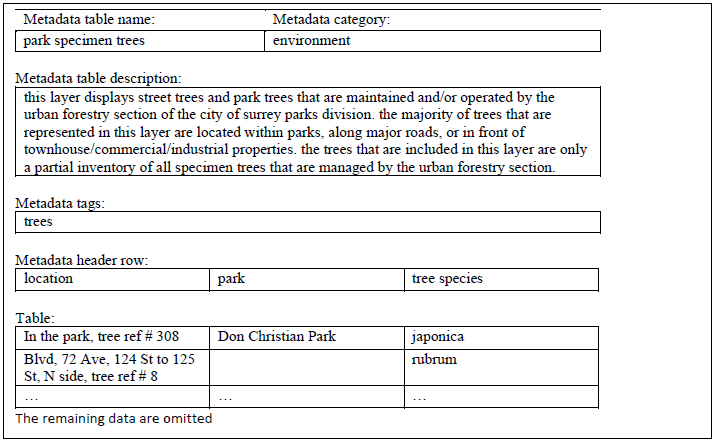 Metadata table name: Metadata category:
park specimen trees environment
Metadata table description:
this layer displays street trees and park trees that are maintained and/or operated by the
urban forestry section of the city of surrey parks division. the majority of trees that are
represented in this layer are located within parks, along major roads, or in front of
townhouse/commercial/industrial properties. the trees that are included in this layer are only
a partial inventory of all specimen trees that are managed by the urban forestry section.
Metadata tags:
trees
Metadata header row:
location park tree species
Table:
In the park, tree ref # 308 Don Christian Park japonica
Blvd, 72 Ave, 124 St to 125 rubrum
St, N side, tree ref # 8
... ... ...
The remaining data are omitted